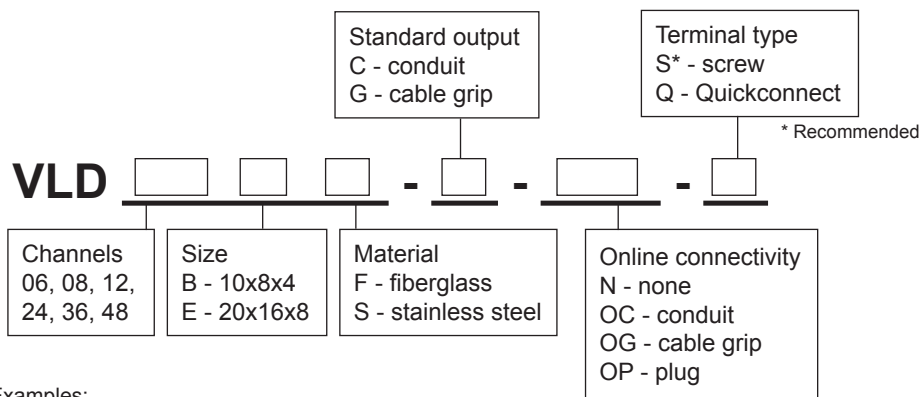 Standard output
C - conduit
G - cable grip
Terminal type
S* - screw
Q - Quickconnect
* Recommended
VLD - - -
Channels
06, 08, 12,
24, 36, 48
Size
B - 10x8x4
E - 20x16x8
Material
F - fiberglass
S - stainless steel
Online connectivity
N - none
OC - conduit
OG - cable grip
OP - plug
Examples: